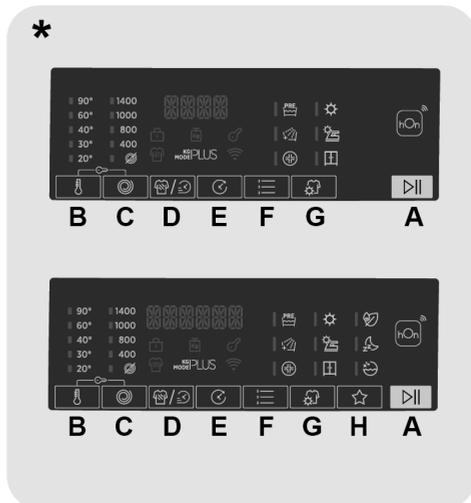 *
PRE
90° 1400
60° 1000
40° 800
30° 400
20°
KG
MODE PLUS
hOn
B C D E F G A
PRE
90° 1400
60° 1000
40° 800
30° 400
20°
KG
MODE PLUS
hOn
B C D E F G H A